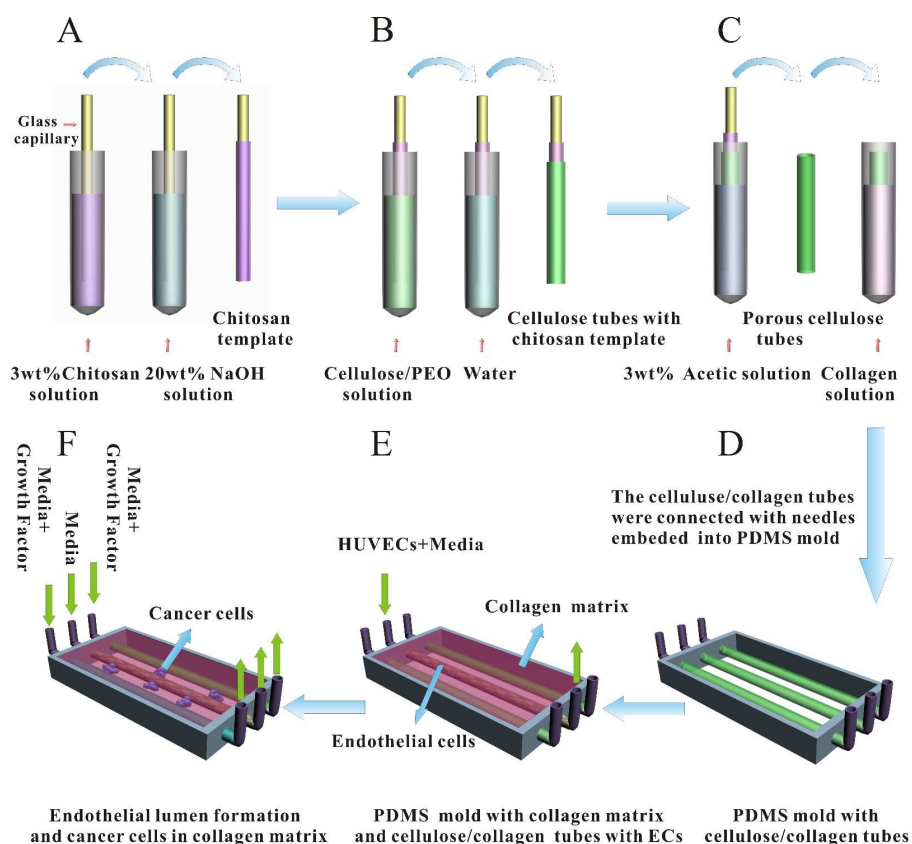 A
B
C
Glass
capillary
Chitosan
template
3wt%Chitosan
solution
20wt% NaOH
solution
Cellulose tubes with
chitosan template
Cellulose/PEO
solution
Water
Porous cellulose
tubes
3wt% Acetic solution
Collagen
solution
D
The celluluse/collagen tubes
were connected with needles
embeded into PDMS mold
PDMS mold with
cellulose/collagen tubes
E
HUVECs+Media
Collagen matrix
Endothelial cells
PDMS mold with collagen matrix
and cellulose/collagen tubes with ECs
F
Media+
Growth Factor
Media
Media+
Growth Factor
Cancer cells
Endothelial lumen formation
and cancer cells in collagen matrix